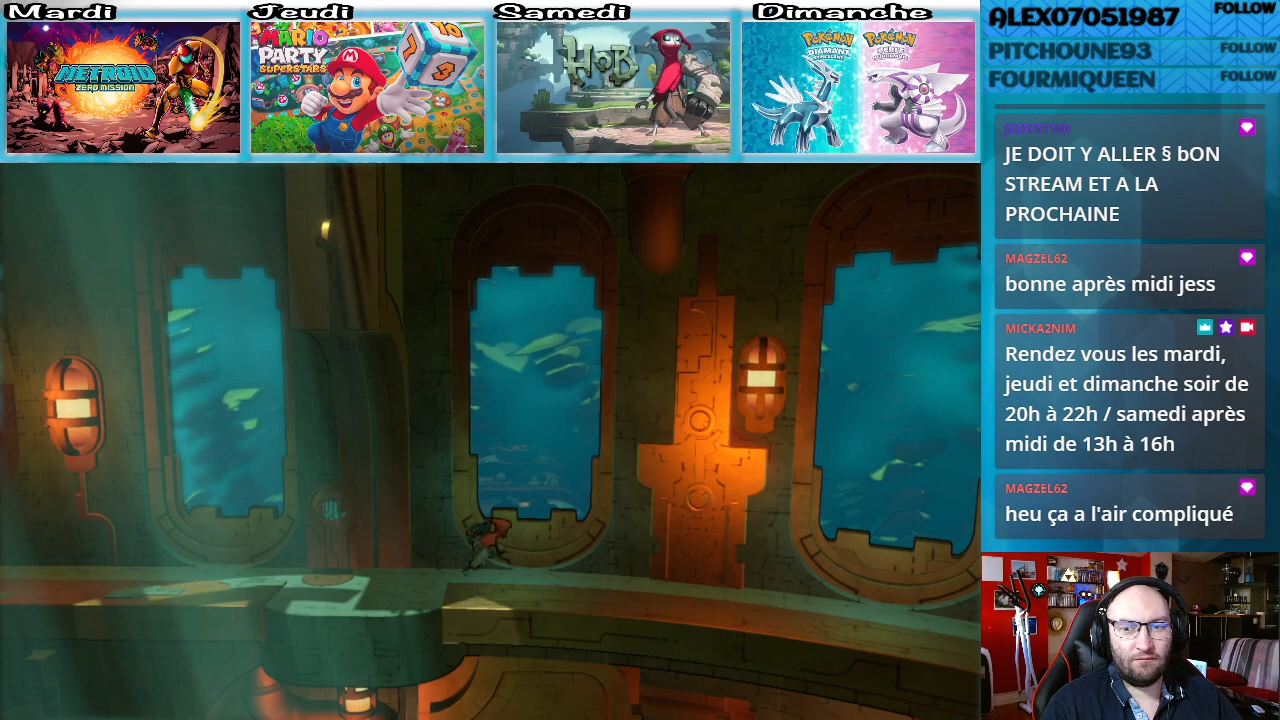 Mardi
Jeudi
Samedi
Dimanche
METROID
ZERO MISSION
MARIO
PARTY
SUPERSTARS
HOB
POKÉMON
DIAMANT
POKÉMON
PERLE
ALEX07051987 FOLLOW
PITCHOUNE93 FOLLOW
FOURMIQUEEN FOLLOW
JE DOIT Y ALLER § bON
STREAM ET A LA
PROCHAINE
MAGZEL62
bonne après midi jess
MICKA2NIM
Rendez vous les mardi,
jeudi et dimanche soir de
20h à 22h / samedi après
midi de 13h à 16h
MAGZEL62
heu ça a l'air compliqué